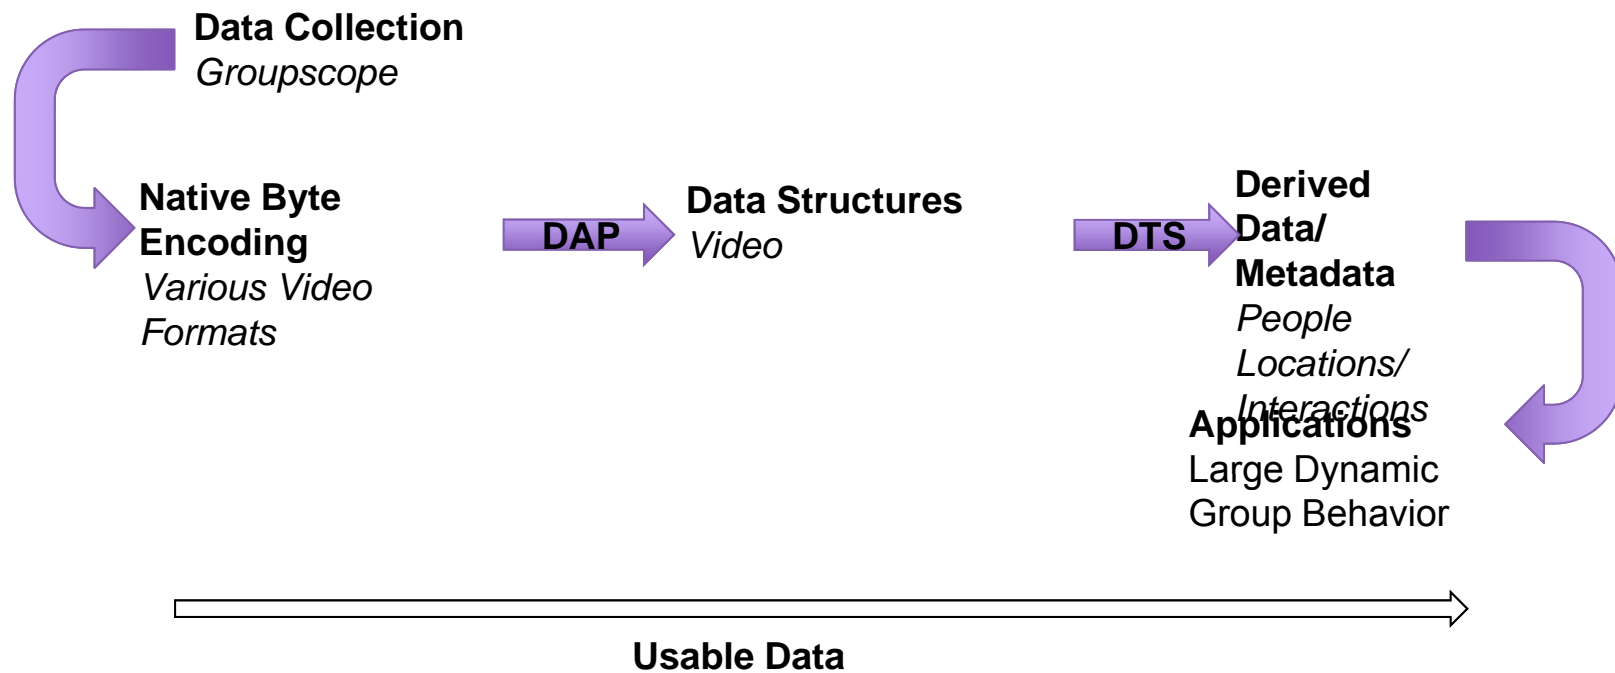 Data Collection
Groupscope
Native Byte
Encoding
Various Video
Formats
DAP
Data Structures
Video
DTS
Derived
Data/
Metadata
People
Locations/
Interactions
Applications
Large Dynamic
Group Behavior
Usable Data